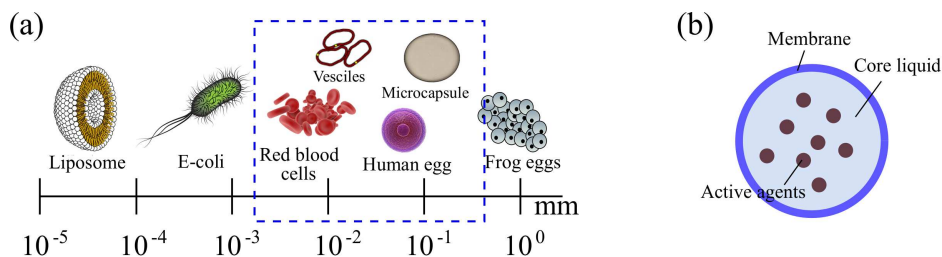 (a)
Vesciles
Microcapsule
Liposome
E-coli
Red blood
cells
Human egg
Frog eggs
mm
10⁻⁵
10⁻⁴
10⁻³
10⁻²
10⁻¹
10⁰
(b)
Membrane
Core liquid
Active agents